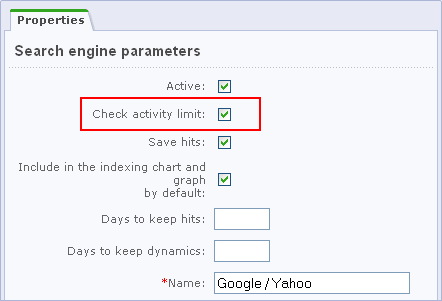 Properties
Search engine parameters
Active:
Check activity limit:
Save hits:
Include in the indexing chart and
graph
by default:
Days to keep hits:
Days to keep dynamics:
*Name: Google / Yahoo